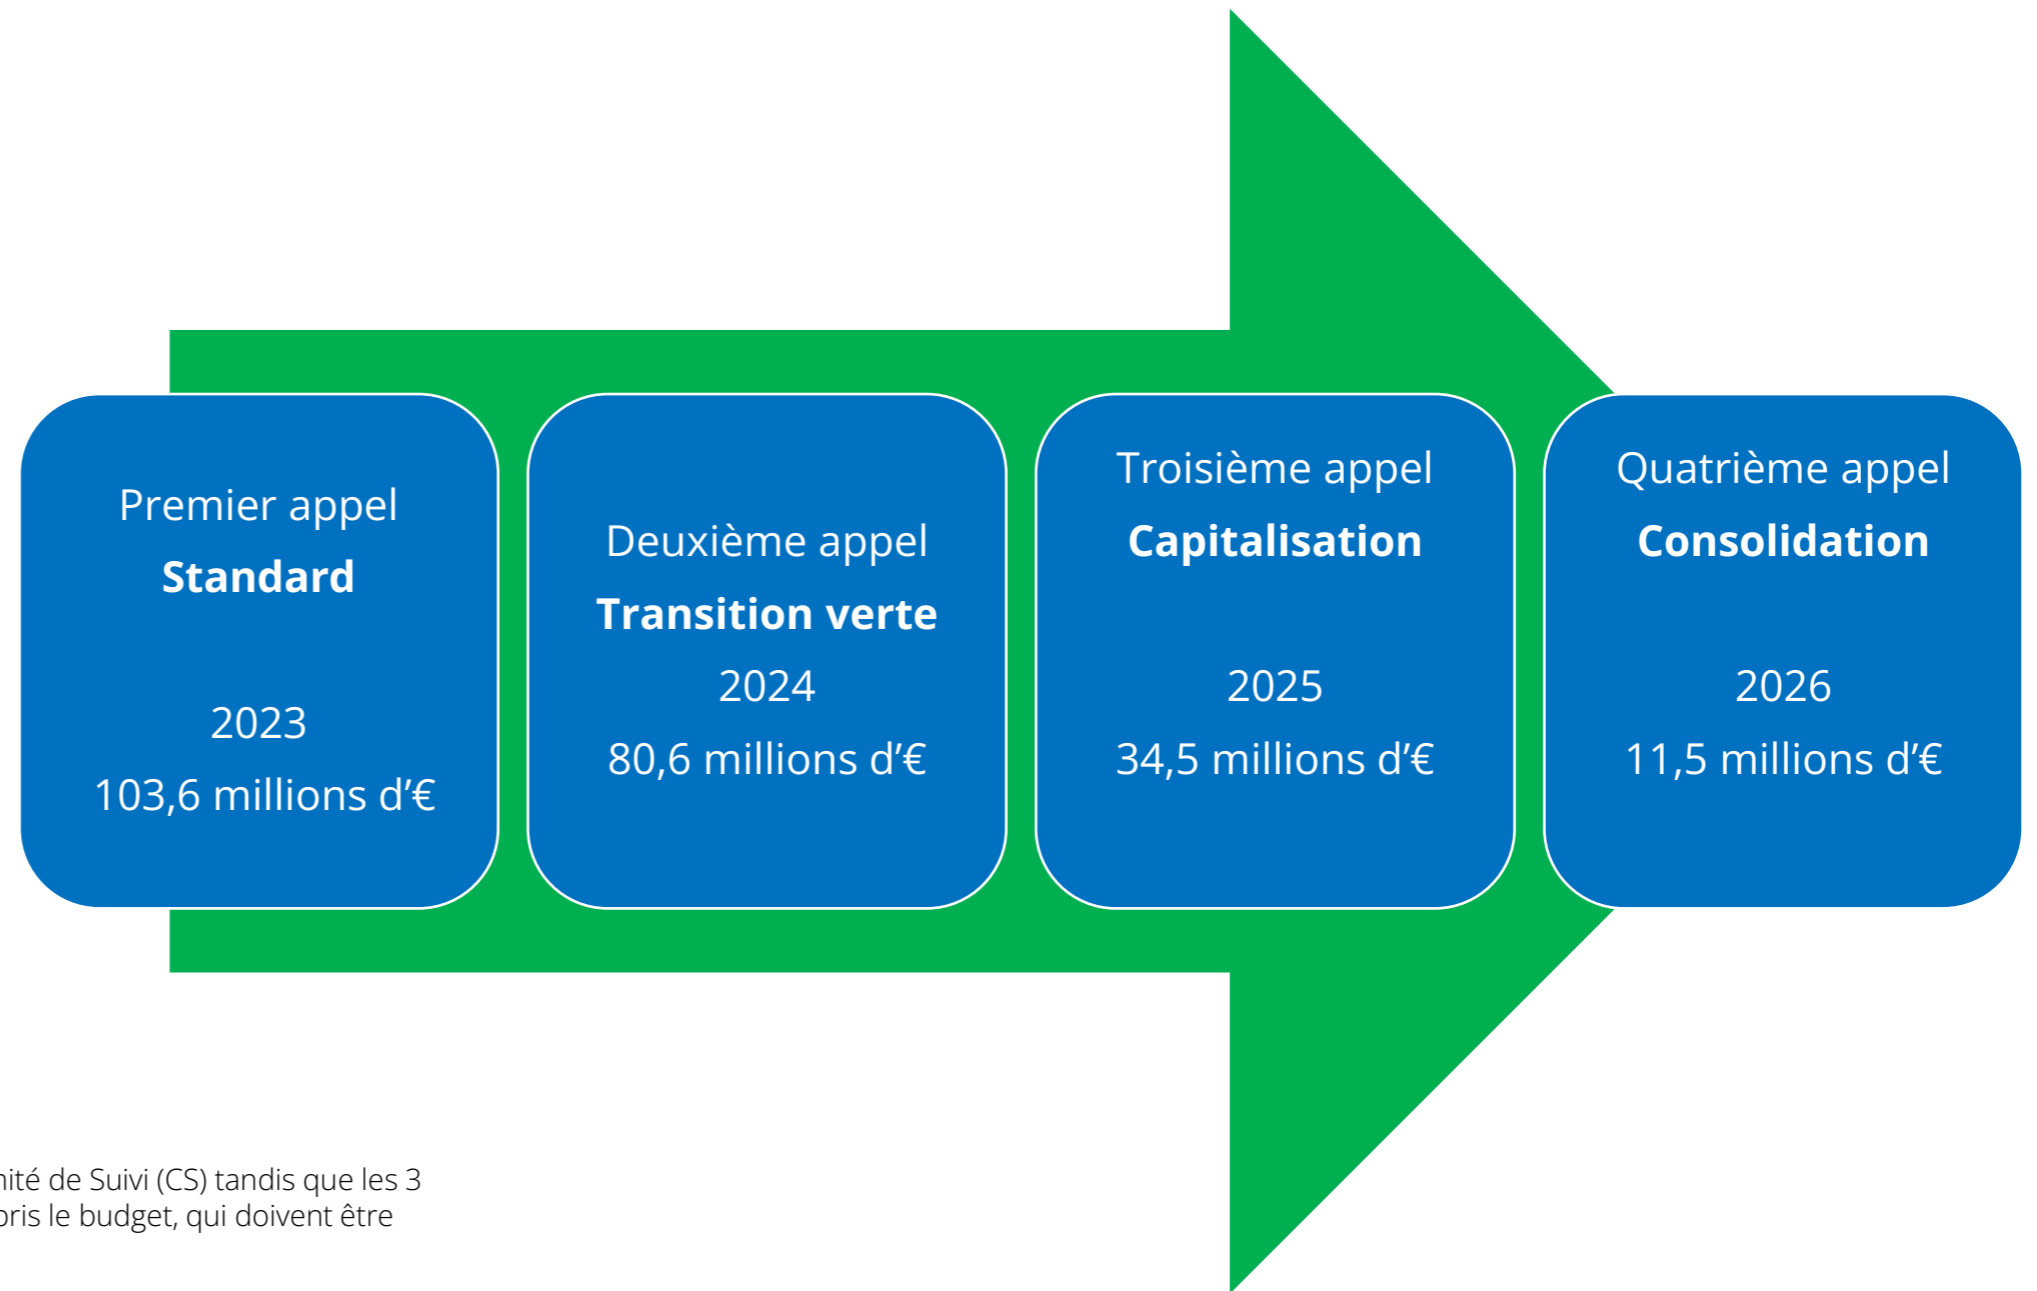 Premier appel
Standard
2023
103,6 millions d’€
Deuxième appel
Transition verte
2024
80,6 millions d’€
Troisième appel
Capitalisation
2025
34,5 millions d’€
Quatrième appel
Consolidation
2026
11,5 millions d’€
de Suivi (CS) tandis que les 3
le budget, qui doivent être